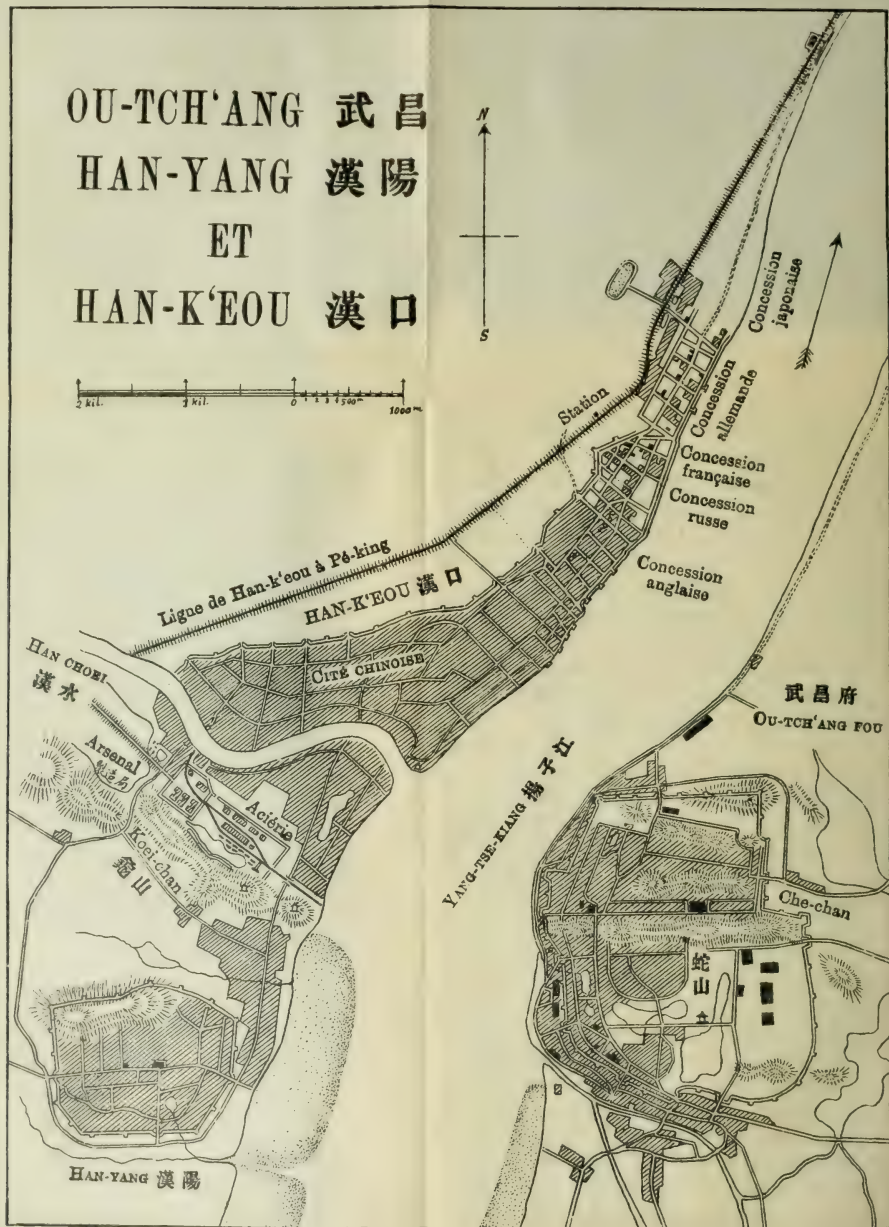 OU-TCH'ANG 武昌
HAN-YANG 漢陽
ET
HAN-K'EOU 漢口
N
S
2 kil.
1 kil.
0
500m
1000m
Concession
japonaise
Concession
allemande
Station
Concession
française
Concession
russe
Concession
anglaise
Ligne de Han-k'eou à Pé-king
HAN-K'EOU 漢口
CITÉ CHINOISE
HAN CHOEI
漢水
武昌府
OU-TCH'ANG FOU
YANG-TSE-KIANG 揚子江
Arsenal
Aciérie
Koei-chan
龜山
Che-chan
蛇山
HAN-YANG 漢陽